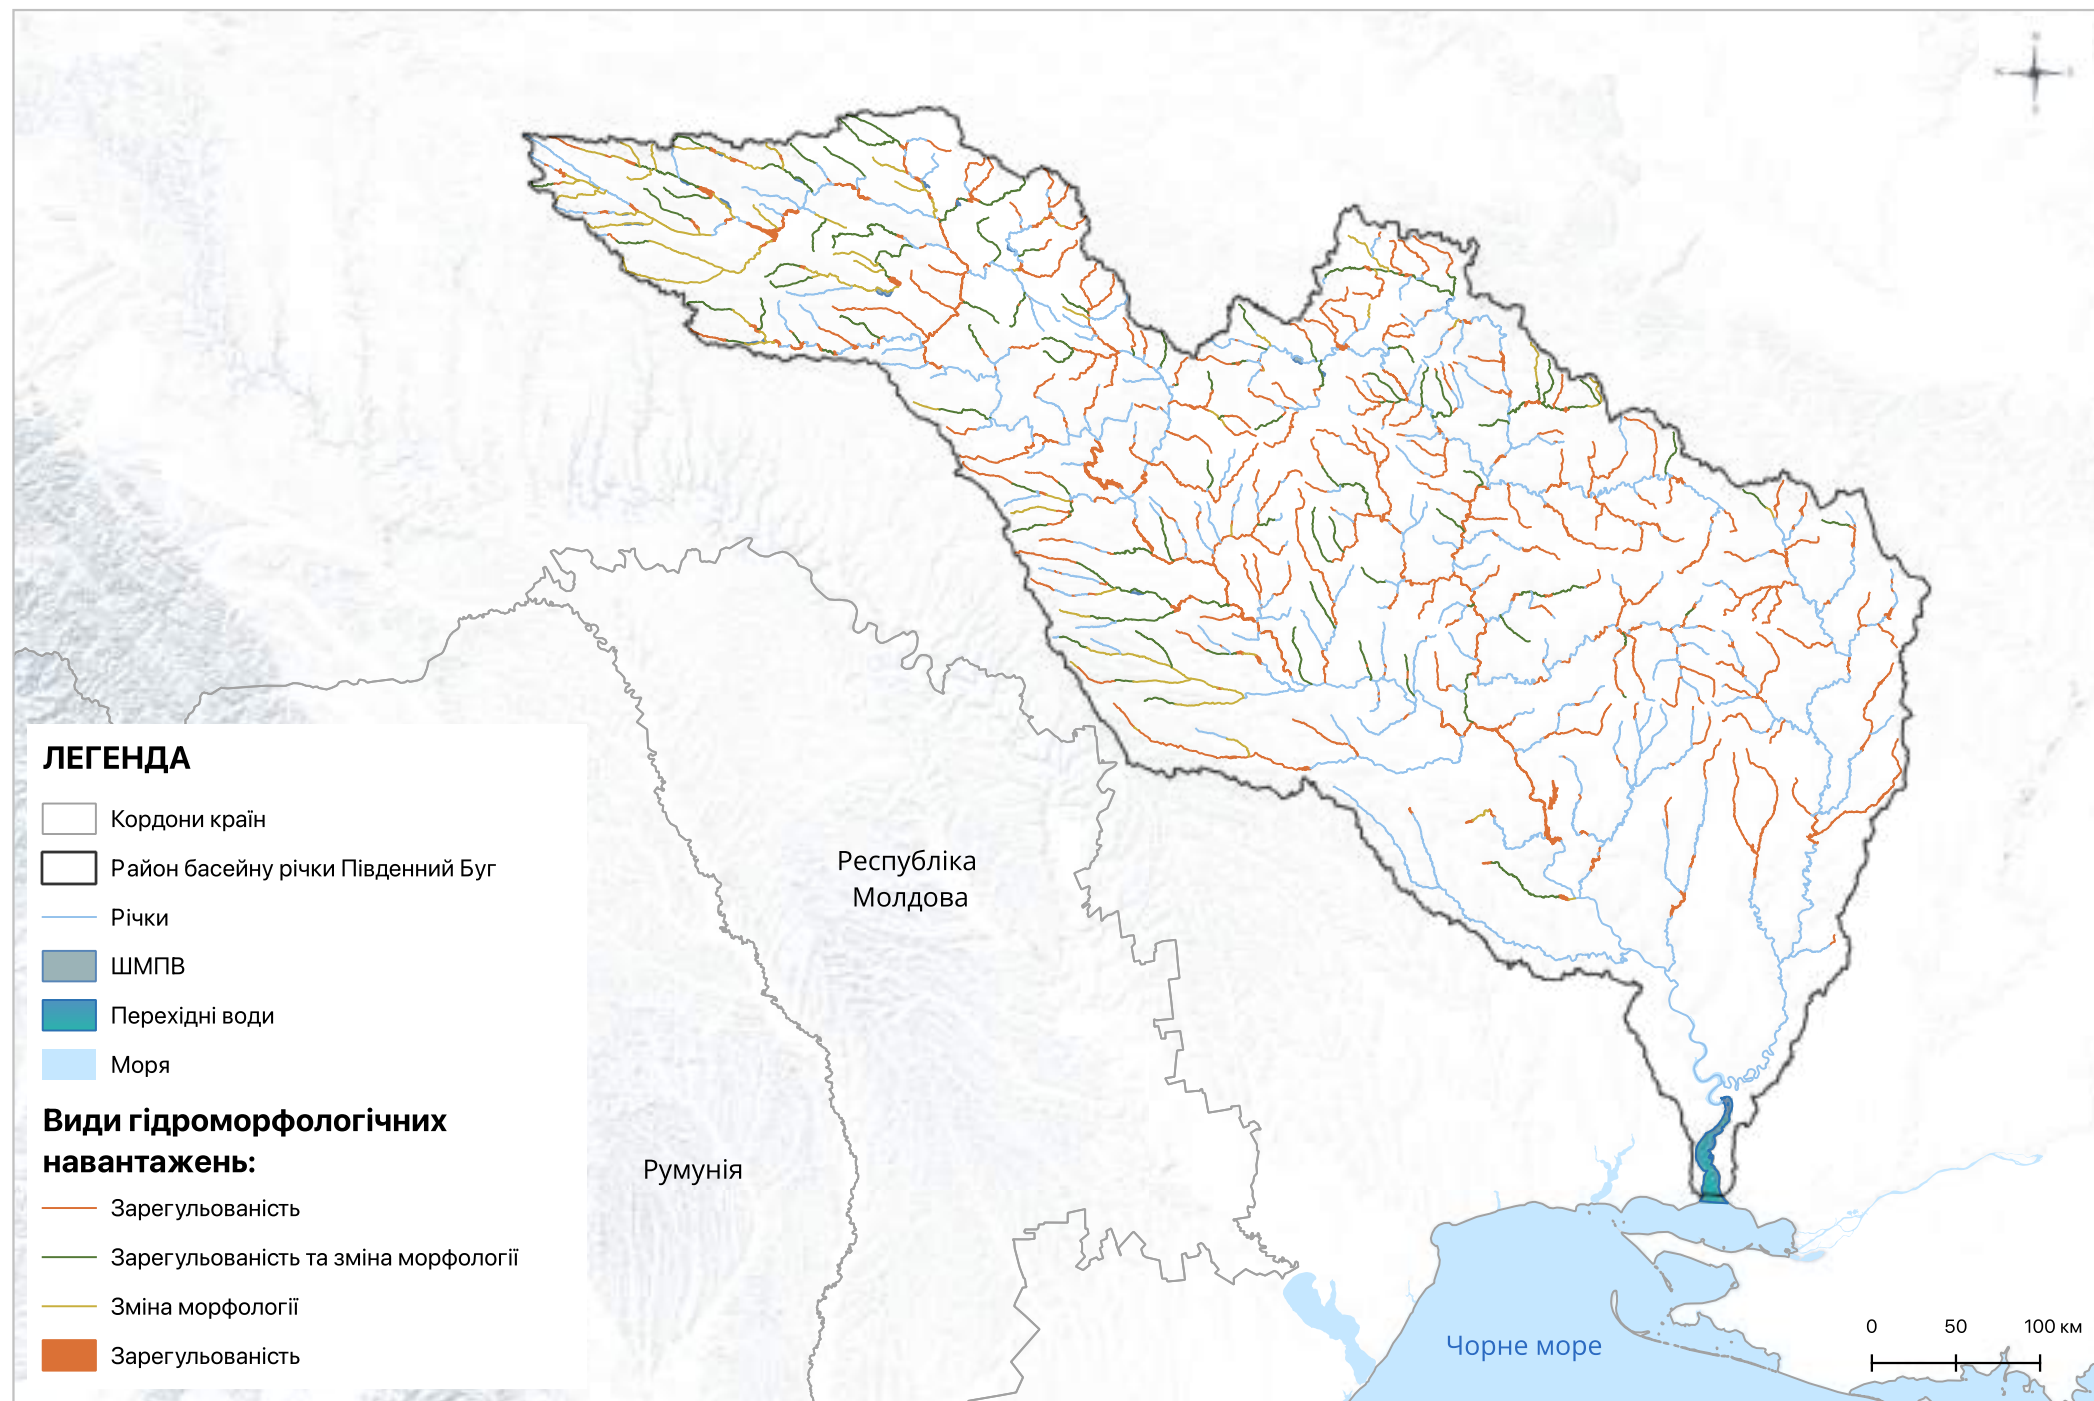 Республіка
Молдова
Румунія
Чорне море
ЛЕГЕНДА
Кордони країн
Район басейну річки Південний Буг
Річки
ШМПВ
Перехідні води
Моря
Види гідроморфологічних
навантажень:
Зарегульованість
Зарегульованість та зміна морфології
Зміна морфології
Зарегульованість
0 50 100 км